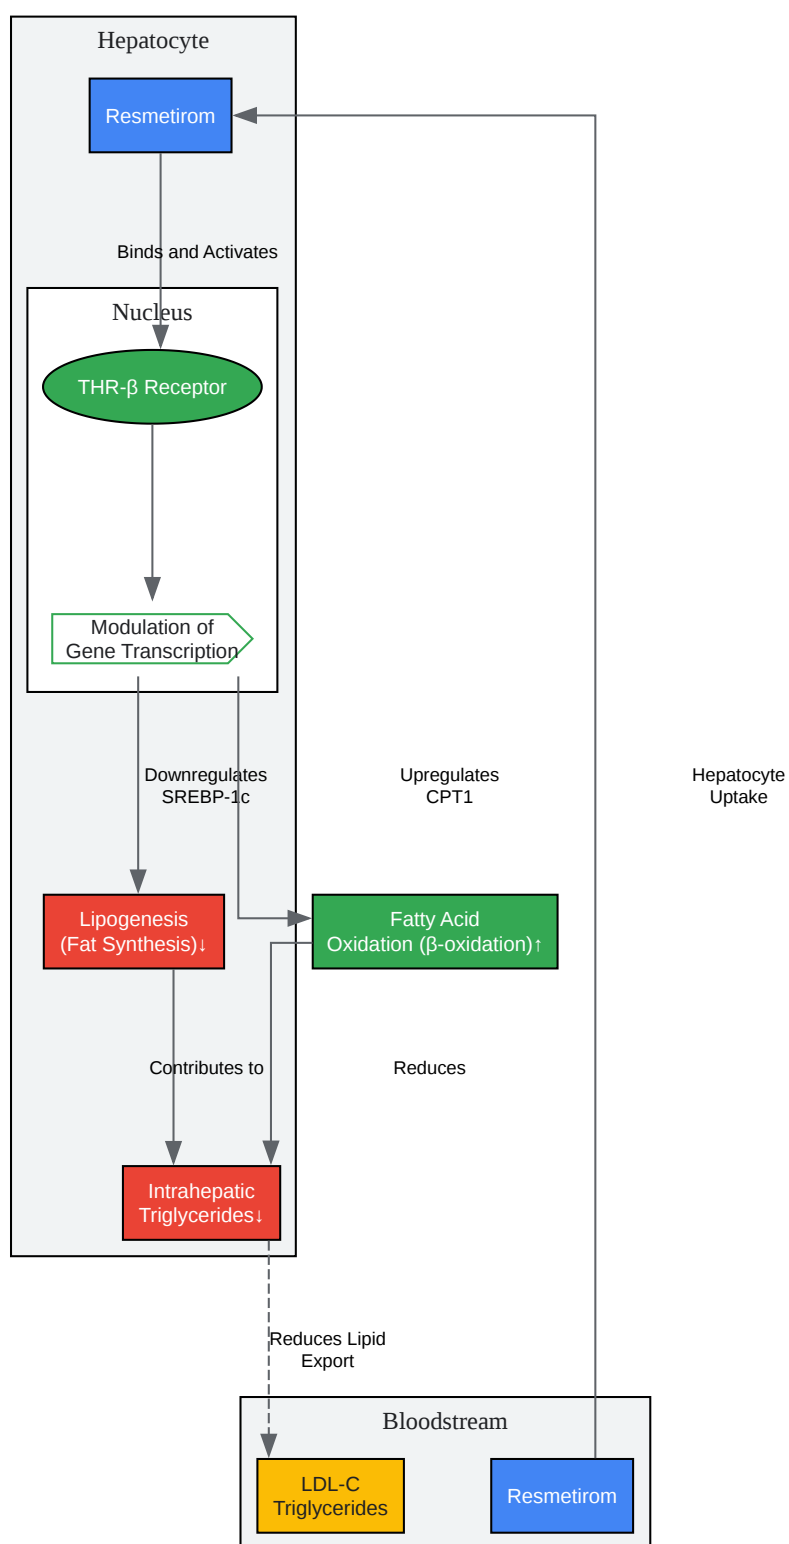 Hepatocyte
Resmetirom
Binds and Activates
Nucleus
THR-β Receptor
Modulation of
Gene Transcription
Downregulates
SREBP-1c
Upregulates
CPT1
Hepatocyte
Uptake
Lipogenesis
(Fat Synthesis)↓
Fatty Acid
Oxidation (β-oxidation)↑
Contributes to
Reduces
Intrahepatic
Triglycerides↓
Reduces Lipid
Export
Bloodstream
LDL-C
Triglycerides
Resmetirom